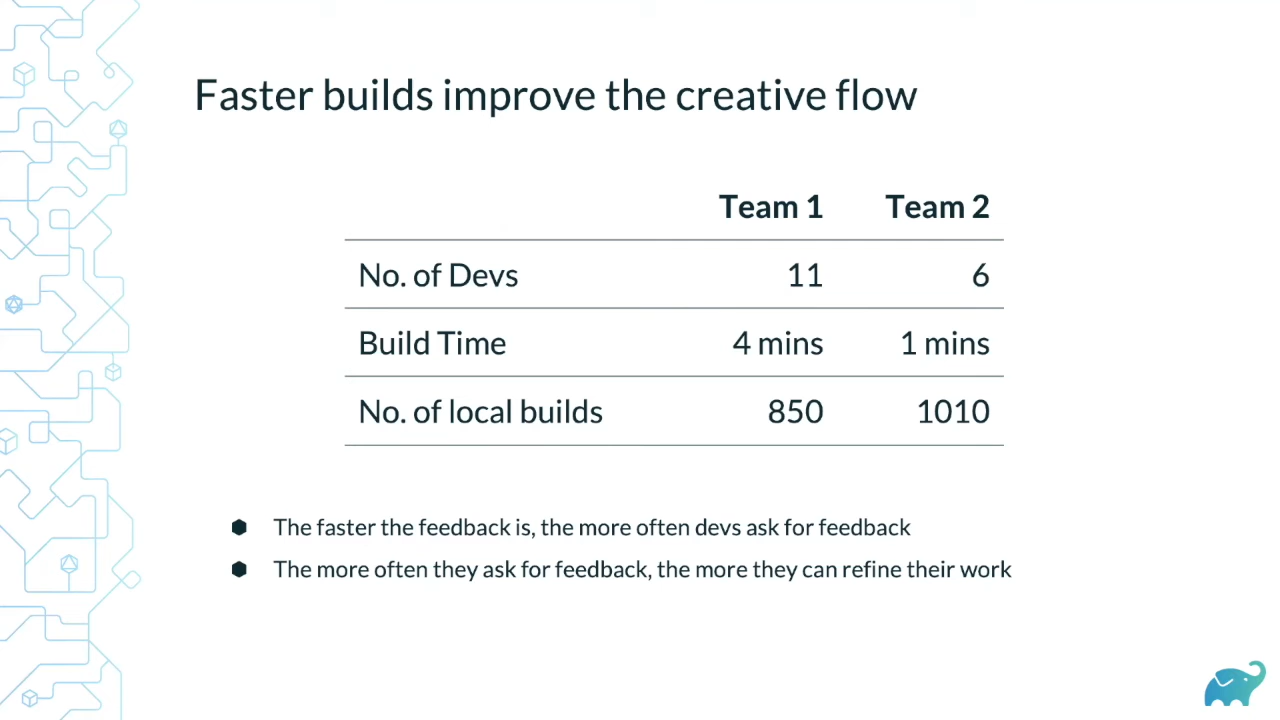 Faster builds improve the creative flow
Team 1 Team 2
No. of Devs 11 6
Build Time 4 mins 1 mins
No. of local builds 850 1010
The faster the feedback is, the more often devs ask for feedback
The more often they ask for feedback, the more they can refine their work